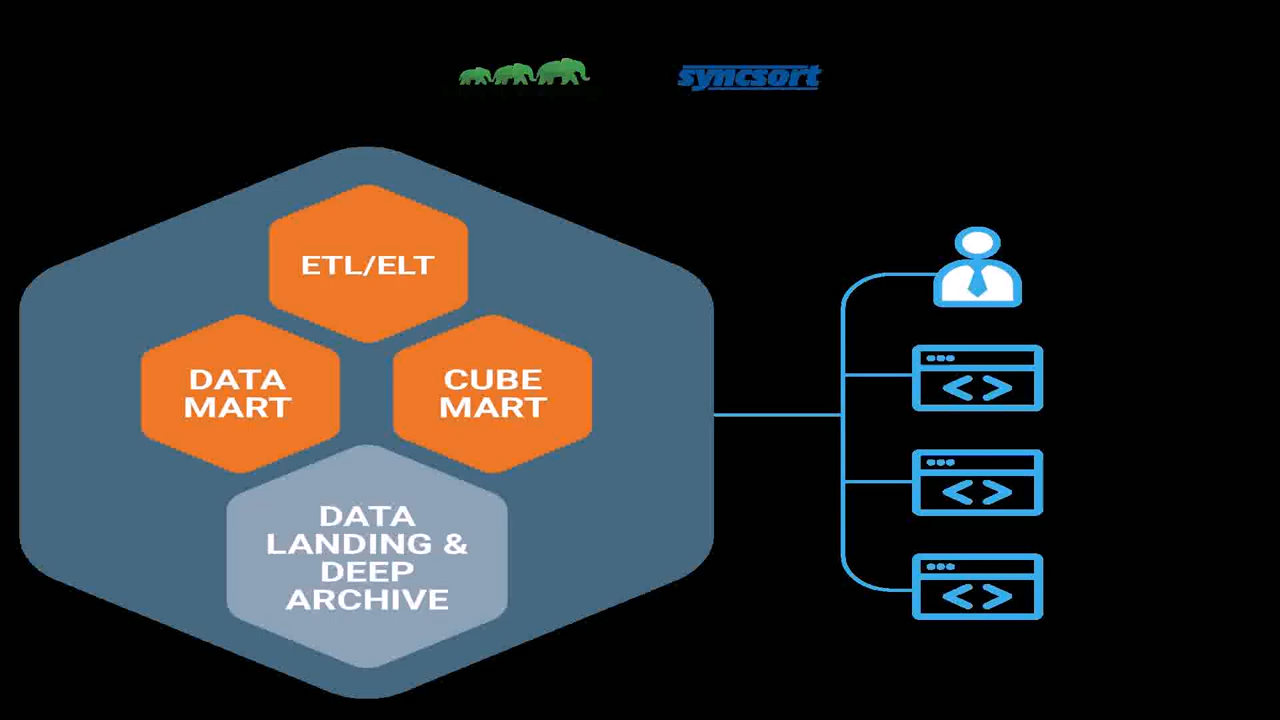 syncsort
ETL/ELT
DATA
MART
CUBE
MART
DATA
LANDING &
DEEP
ARCHIVE
<>
<>
<>